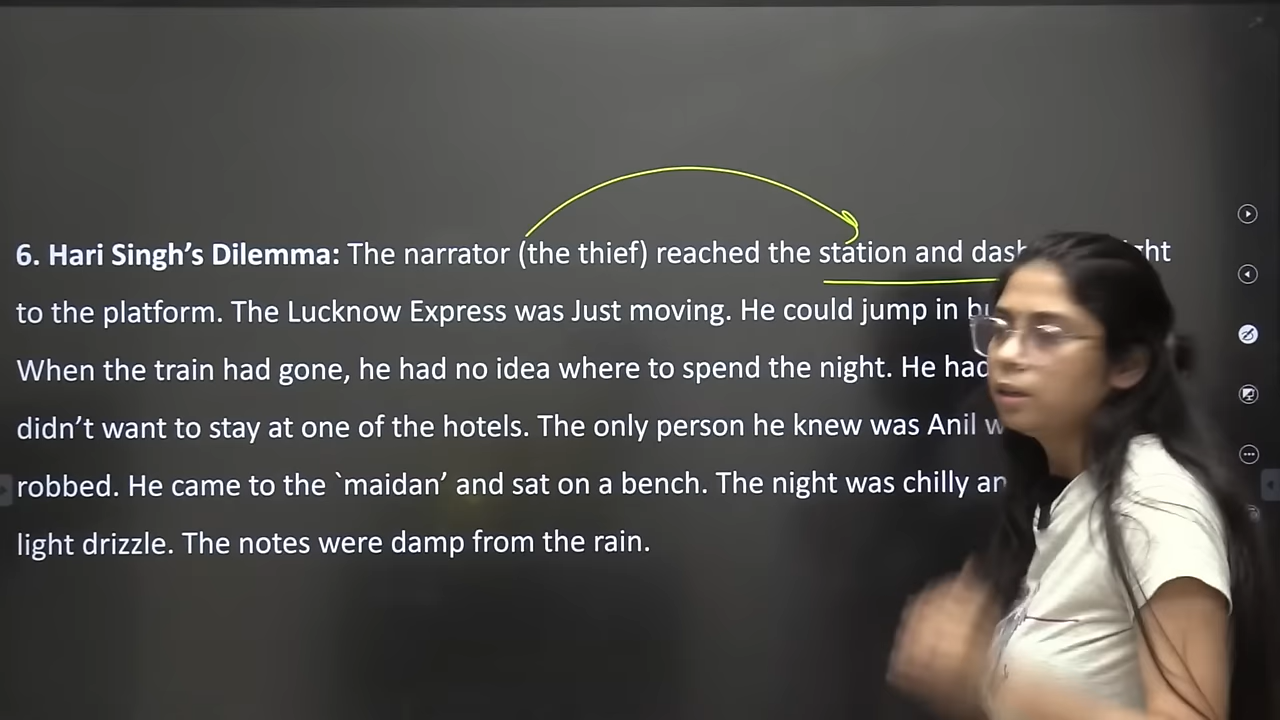 6. Hari Singh's Dilemma: The narrator (the thief) reached the station and
to the platform. The Lucknow Express was Just moving. He could jump in
When the train had gone, he had no idea where to spend the night. He had
didn't want to stay at one of the hotels. The only person he knew was Anil
robbed. He came to the `maidan' and sat on a bench. The night was chilly
light drizzle. The notes were damp from the rain.